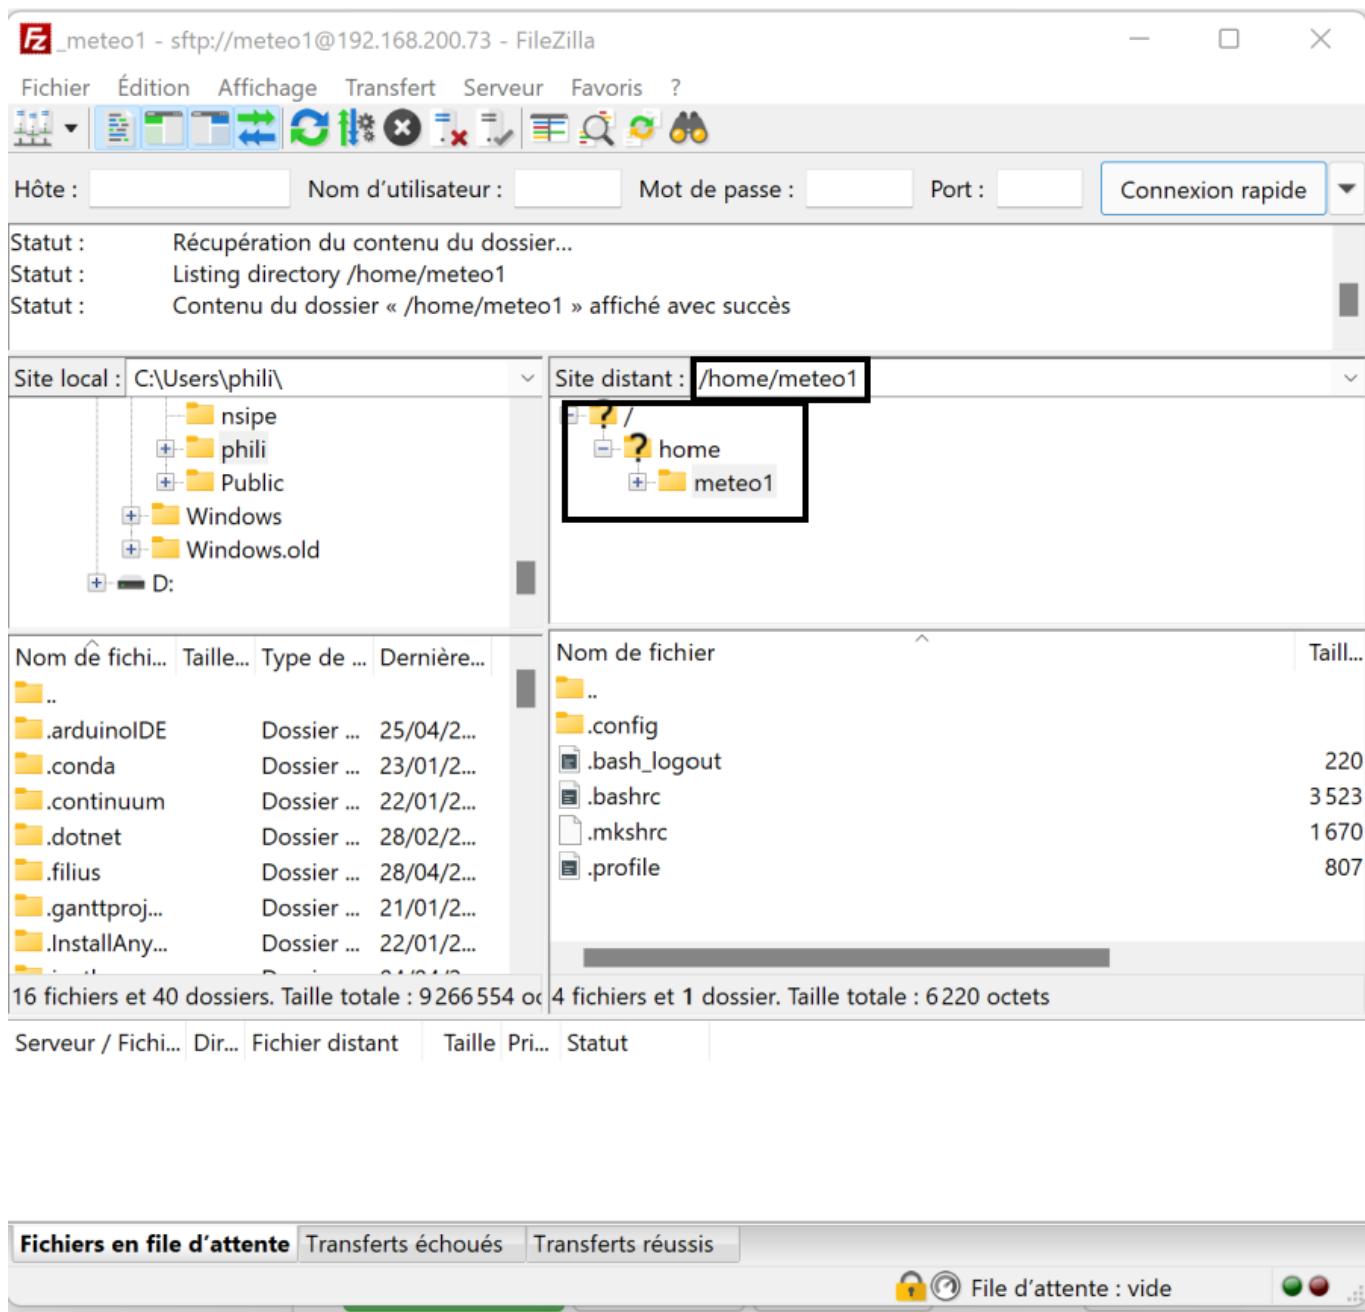 _meteo1 - sftp://meteo1@192.168.200.73 - FileZilla
Fichier Édition Affichage Transfert Serveur Favoris ?
Hôte : Nom d'utilisateur : Mot de passe : Port : Connexion rapide
Statut : Récupération du contenu du dossier...
Statut : Listing directory /home/meteo1
Statut : Contenu du dossier « /home/meteo1 » affiché avec succès
Site local : C:\Users\phili\
nsipe
phili
Public
Windows
Windows.old
D:
Site distant : /home/meteo1
/
home
meteo1
Nom de fichi... Taille... Type de ... Dernière...
..
.arduinoIDE Dossier ... 25/04/2...
.conda Dossier ... 23/01/2...
.continuum Dossier ... 22/01/2...
.dotnet Dossier ... 28/02/2...
.filius Dossier ... 28/04/2...
.ganttproj... Dossier ... 21/01/2...
.InstallAny... Dossier ... 22/01/2...
16 fichiers et 40 dossiers. Taille totale : 9 266 554 oc
Nom de fichier Taill...
..
.config
.bash_logout 220
.bashrc 3 523
.mkshrc 1 670
.profile 807
4 fichiers et 1 dossier. Taille totale : 6 220 octets
Serveur / Fichi... Dir... Fichier distant Taille Pri... Statut
Fichiers en file d'attente Transferts échoués Transferts réussis
File d'attente : vide